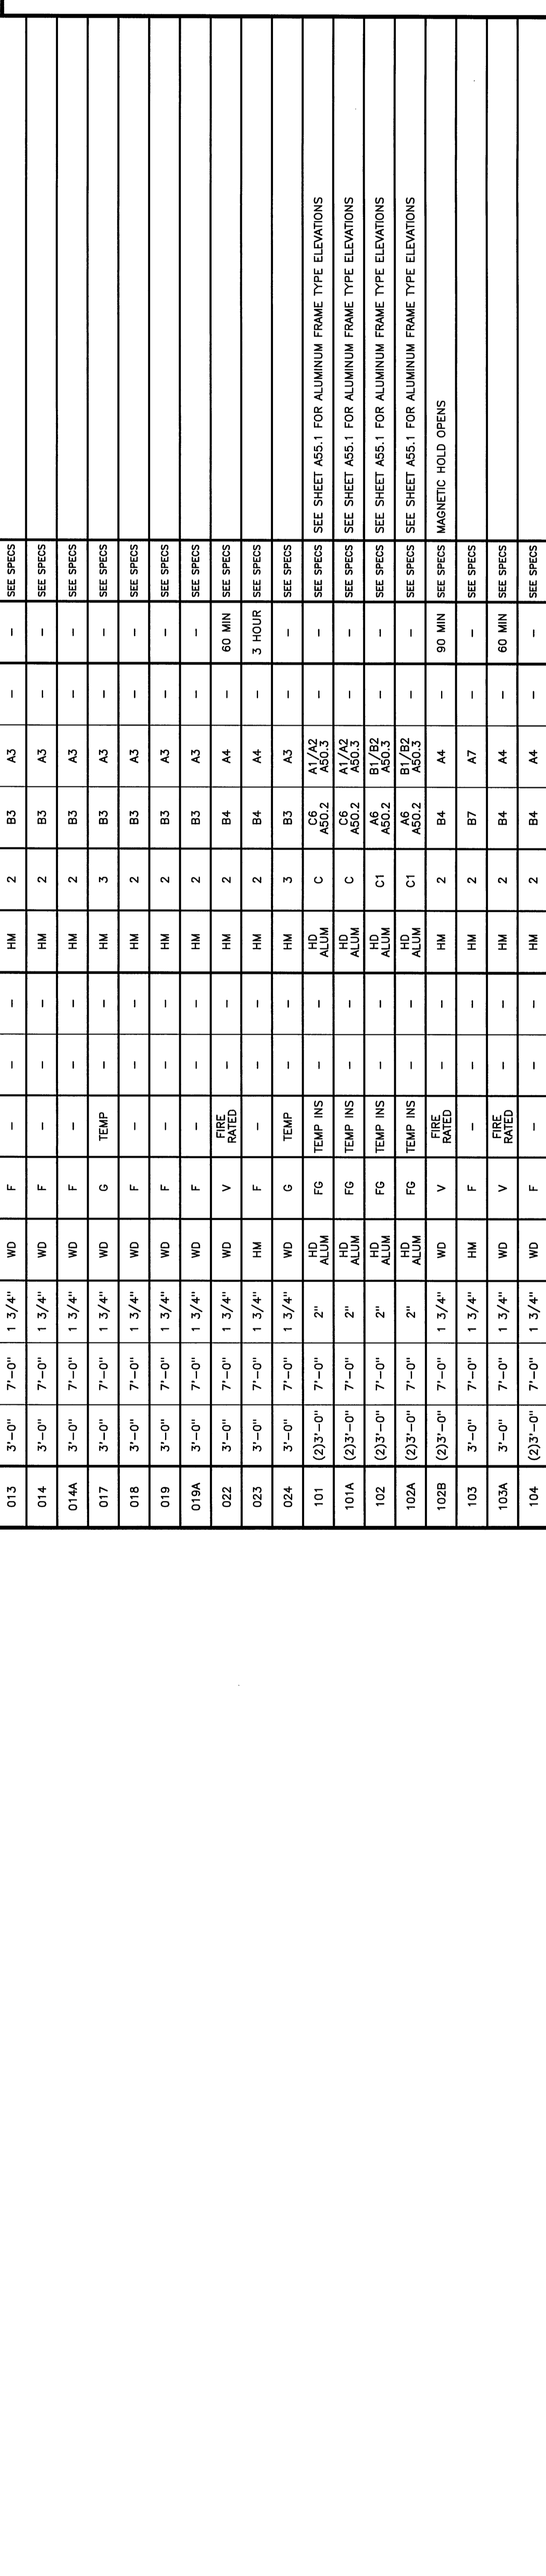 013 3'-0" 7'-0" 1 3/4" WD F - - - HM 2 B3 A3 - - SEE SPECS
014 3'-0" 7'-0" 1 3/4" WD F - - - HM 2 B3 A3 - - SEE SPECS
014A 3'-0" 7'-0" 1 3/4" WD F - - - HM 2 B3 A3 - - SEE SPECS
017 3'-0" 7'-0" 1 3/4" WD G TEMP - - HM 3 B3 A3 - - SEE SPECS
018 3'-0" 7'-0" 1 3/4" WD F - - - HM 2 B3 A3 - - SEE SPECS
019 3'-0" 7'-0" 1 3/4" WD F - - - HM 2 B3 A3 - - SEE SPECS
019A 3'-0" 7'-0" 1 3/4" WD F - - - HM 2 B3 A3 - - SEE SPECS
022 3'-0" 7'-0" 1 3/4" WD V FIRE RATED - - HM 2 B4 A4 - 60 MIN SEE SPECS
023 3'-0" 7'-0" 1 3/4" HM F - - - HM 2 B4 A4 - 3 HOUR SEE SPECS
024 3'-0" 7'-0" 1 3/4" WD G TEMP - - HM 3 B3 A3 - - SEE SPECS
101 (2)3'-0" 7'-0" 2" HD ALUM FG TEMP INS - - HD ALUM C C6 A50.2 A1/A2 A50.3 - - SEE SPECS SEE SHEET A55.1 FOR ALUMINUM FRAME TYPE ELEVATIONS
101A (2)3'-0" 7'-0" 2" HD ALUM FG TEMP INS - - HD ALUM C C6 A50.2 A1/A2 A50.3 - - SEE SPECS SEE SHEET A55.1 FOR ALUMINUM FRAME TYPE ELEVATIONS
102 (2)3'-0" 7'-0" 2" HD ALUM FG TEMP INS - - HD ALUM C1 A6 A50.2 B1/B2 A50.3 - - SEE SPECS SEE SHEET A55.1 FOR ALUMINUM FRAME TYPE ELEVATIONS
102A (2)3'-0" 7'-0" 2" HD ALUM FG TEMP INS - - HD ALUM C1 A6 A50.2 B1/B2 A50.3 - - SEE SPECS SEE SHEET A55.1 FOR ALUMINUM FRAME TYPE ELEVATIONS
102B (2)3'-0" 7'-0" 1 3/4" WD V FIRE RATED - - HM 2 B4 A4 - 90 MIN SEE SPECS MAGNETIC HOLD OPENS
103 3'-0" 7'-0" 1 3/4" HM F - - - HM 2 B7 A7 - - SEE SPECS
103A 3'-0" 7'-0" 1 3/4" WD V FIRE RATED - - HM 2 B4 A4 - 60 MIN SEE SPECS
104 (2)3'-0" 7'-0" 1 3/4" WD F - - - HM 2 B4 A4 - - SEE SPECS